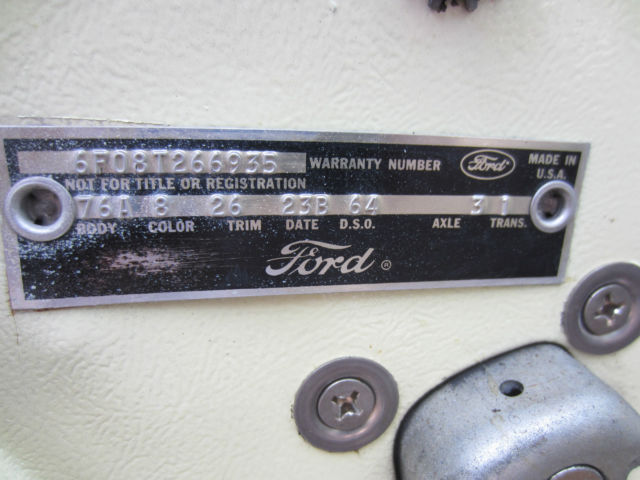 6F08T266935 WARRANTY NUMBER Ford MADE IN U.S.A.
NOT FOR TITLE OR REGISTRATION
76A 8 26 23B 64 3 1
BODY COLOR TRIM DATE D.S.O. AXLE TRANS.
Ford ®